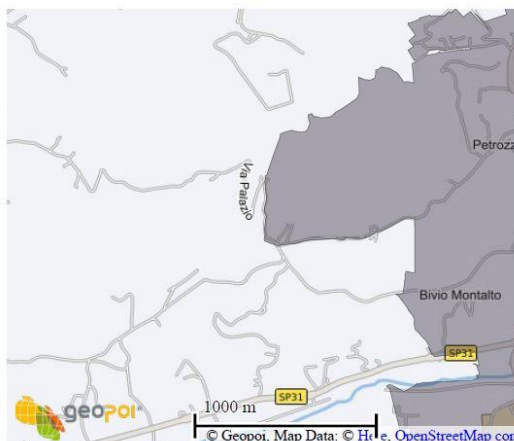 Petrozz
Via Palazio
Bivio Montalto
SP31
SP31
geopoi
1000 m
© Geopoi, Map Data: © Here, OpenStreetMap con